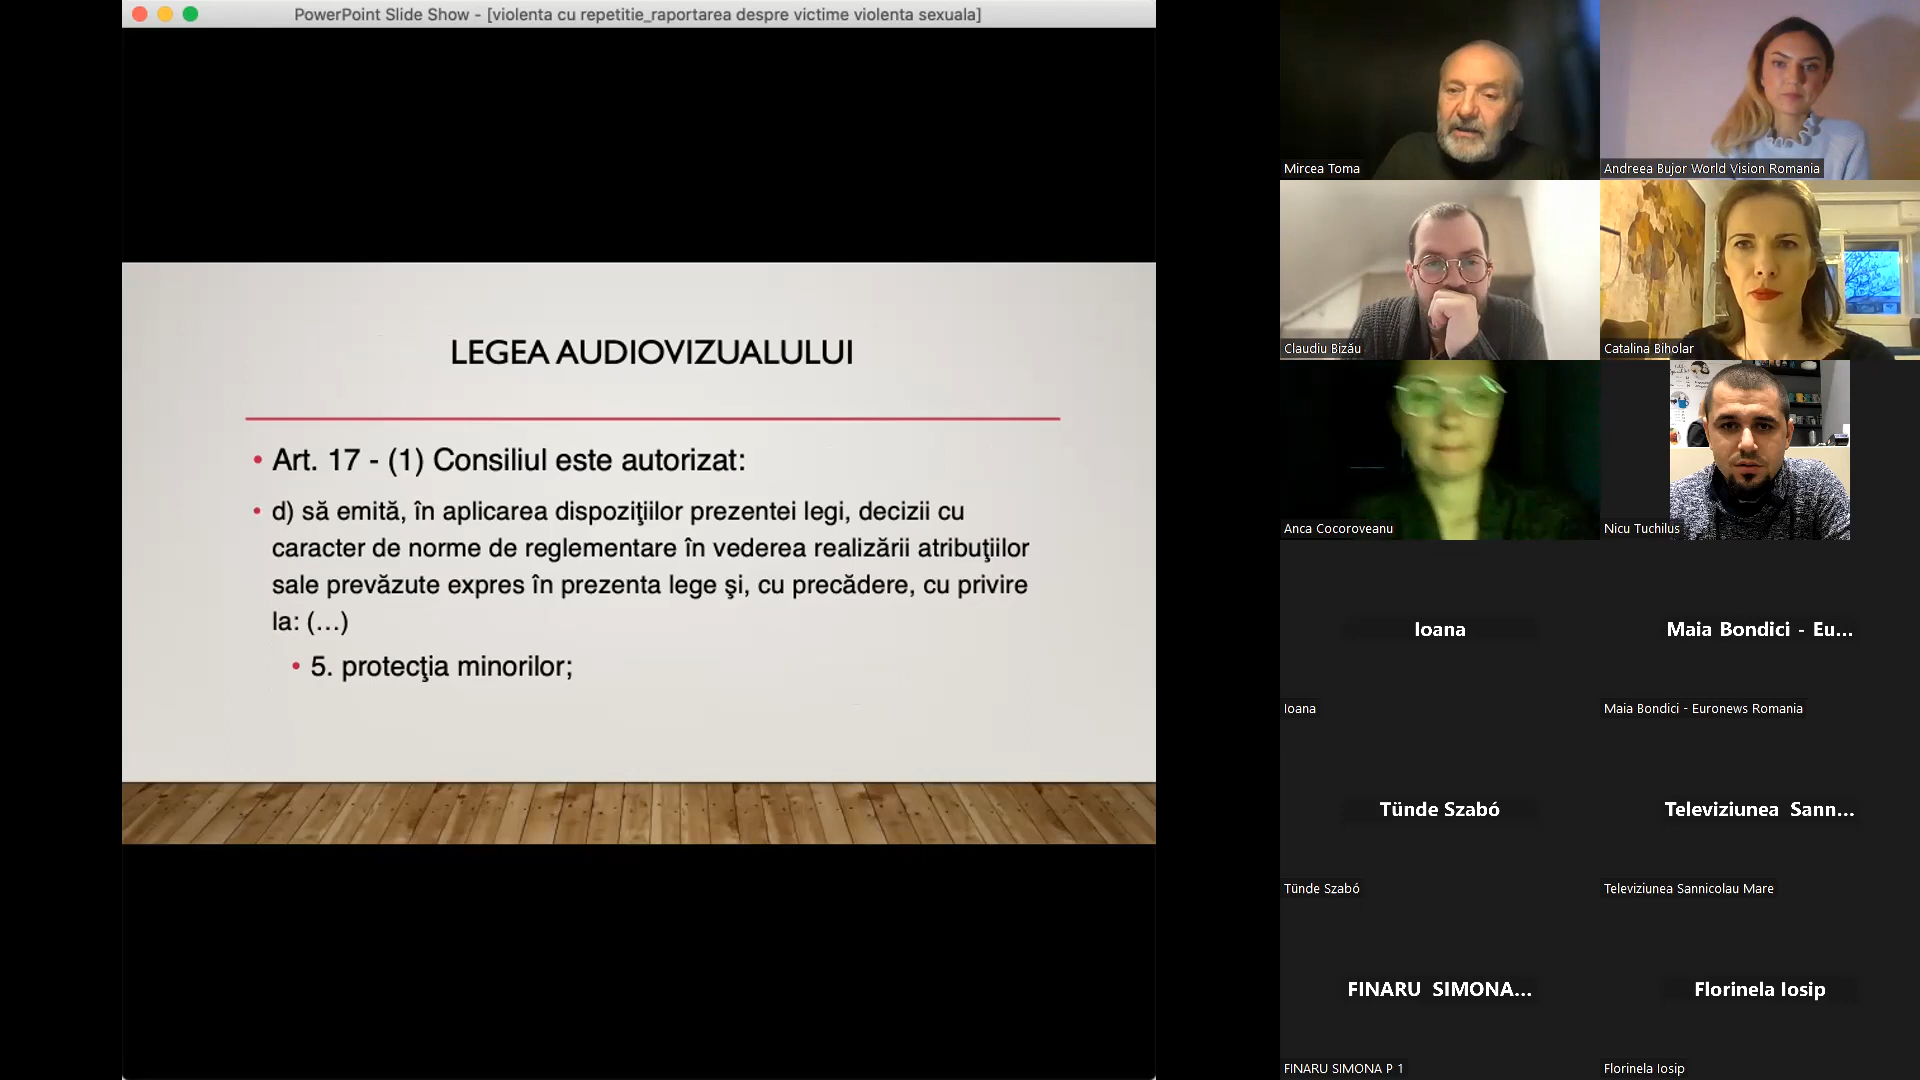 PowerPoint Slide Show - [violenta cu repetitie_raportarea despre victime violenta sexuala]
LEGEA AUDIOVIZUALULUI
• Art. 17 - (1) Consiliul este autorizat:
• d) să emită, în aplicarea dispoziţiilor prezentei legi, decizii cu
caracter de norme de reglementare în vederea realizării atribuţiilor
sale prevăzute expres în prezenta lege şi, cu precădere, cu privire
la: (…)
• 5. protecţia minorilor;
Mircea Toma
Andreea Bujor World Vision Romania
Claudiu Bizău
Catalina Biholar
Anca Cocoroveanu
Nicu Tuchilus
Ioana
Maia Bondici - Eu...
Ioana
Maia Bondici - Euronews Romania
Tünde Szabó
Televiziunea Sann...
Tünde Szabó
Televiziunea Sannicolau Mare
FINARU SIMONA...
Florinela Iosip
FINARU SIMONA P 1
Florinela Iosip